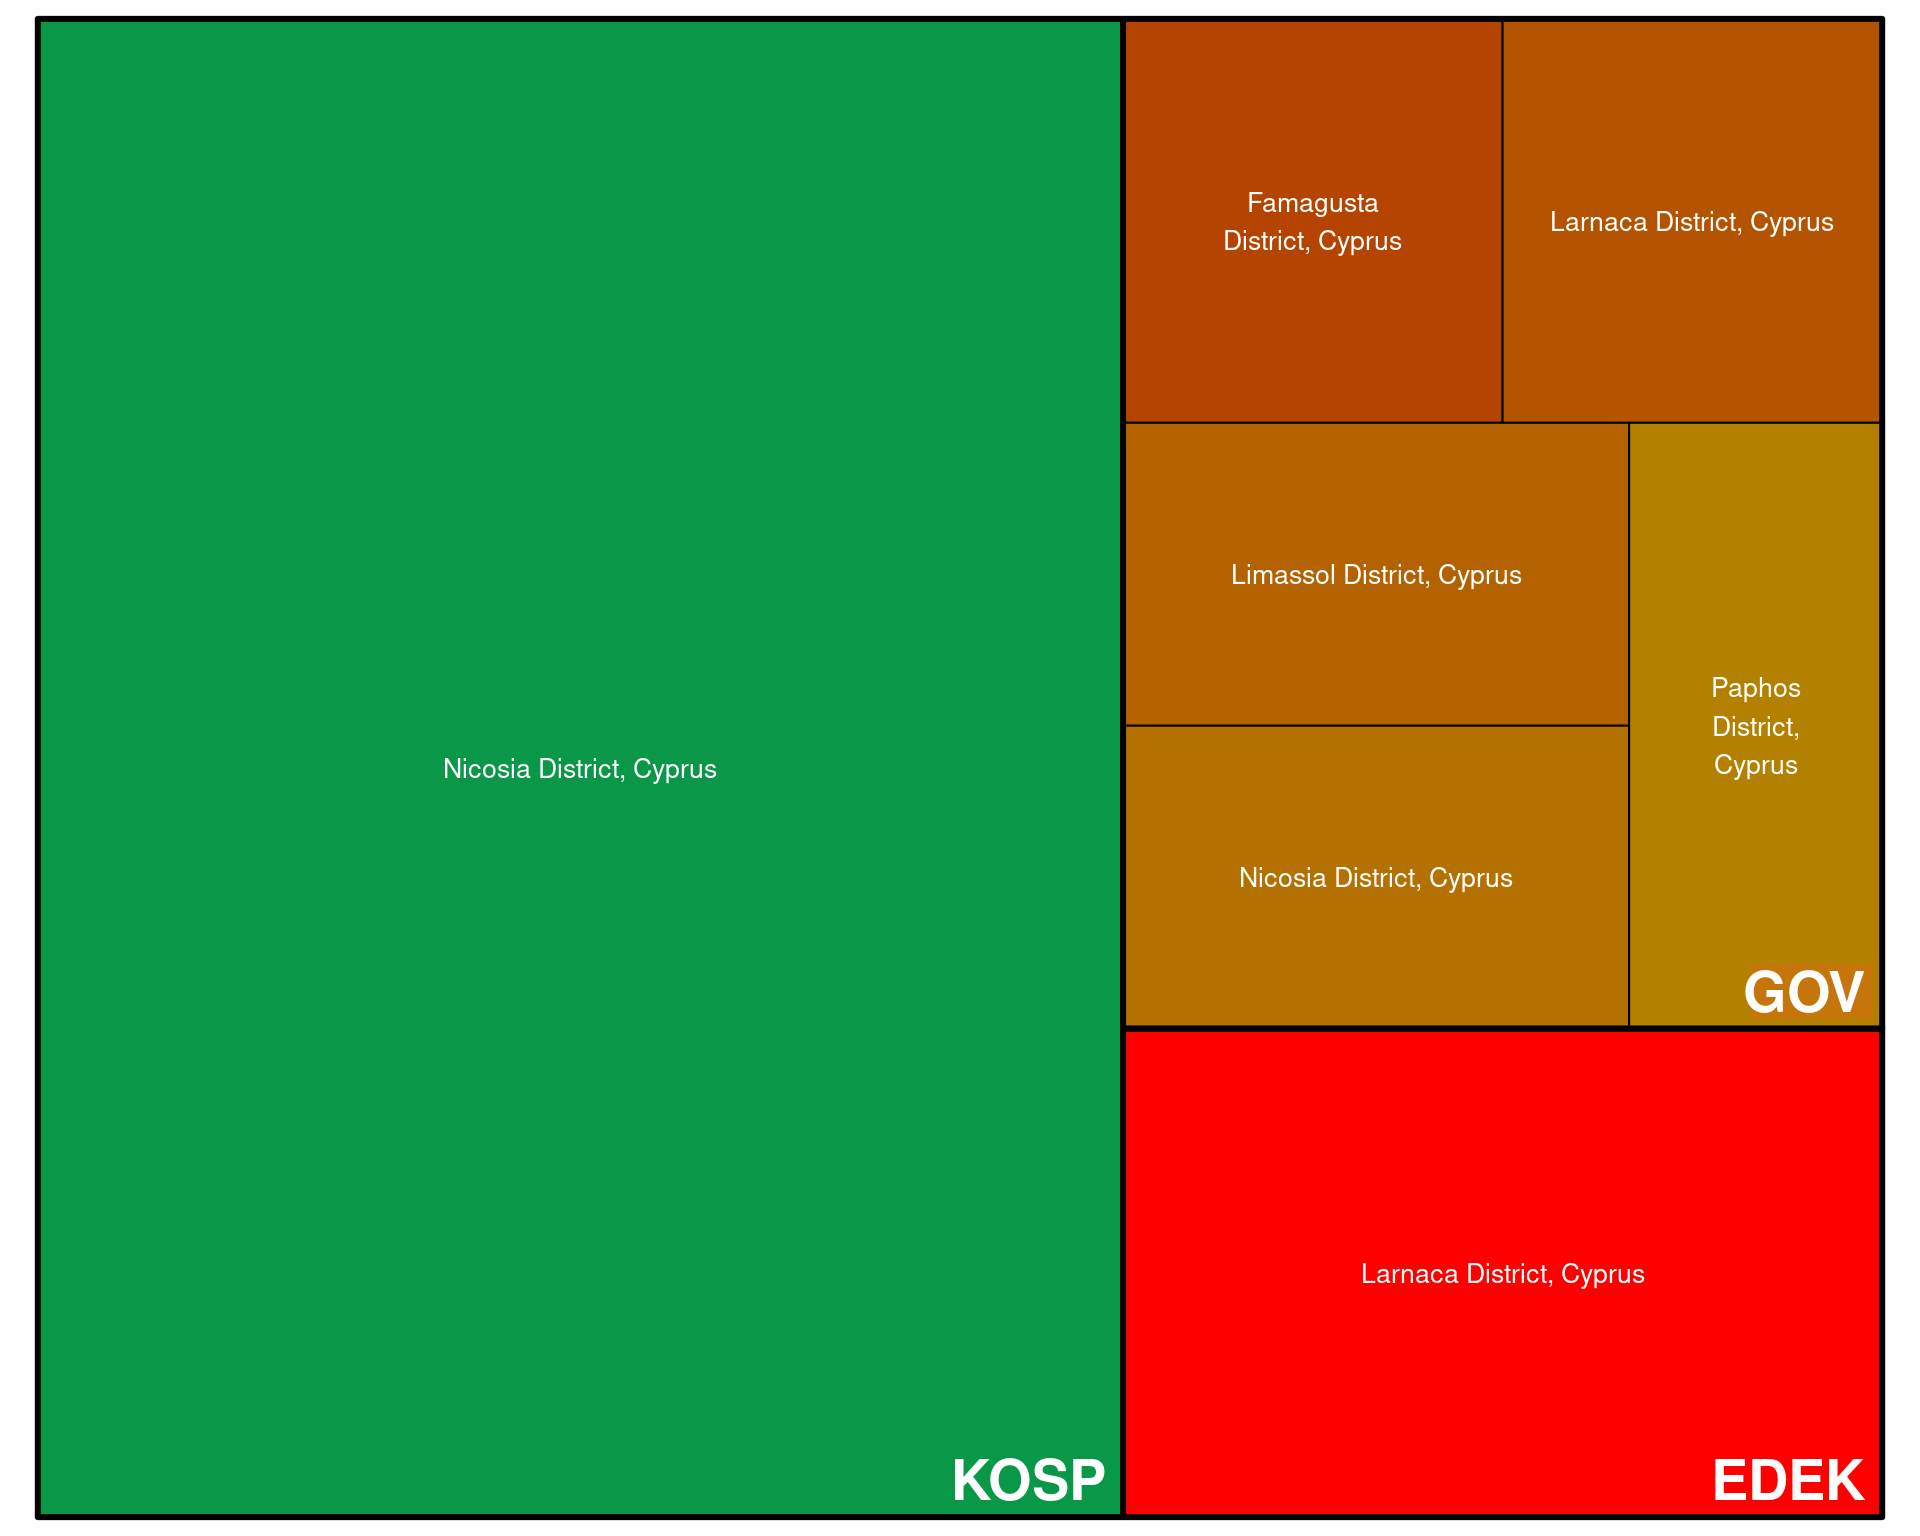 Nicosia District, Cyprus
KOSP
Famagusta
District, Cyprus
Larnaca District, Cyprus
Limassol District, Cyprus
Nicosia District, Cyprus
Paphos
District,
Cyprus
GOV
Larnaca District, Cyprus
EDEK